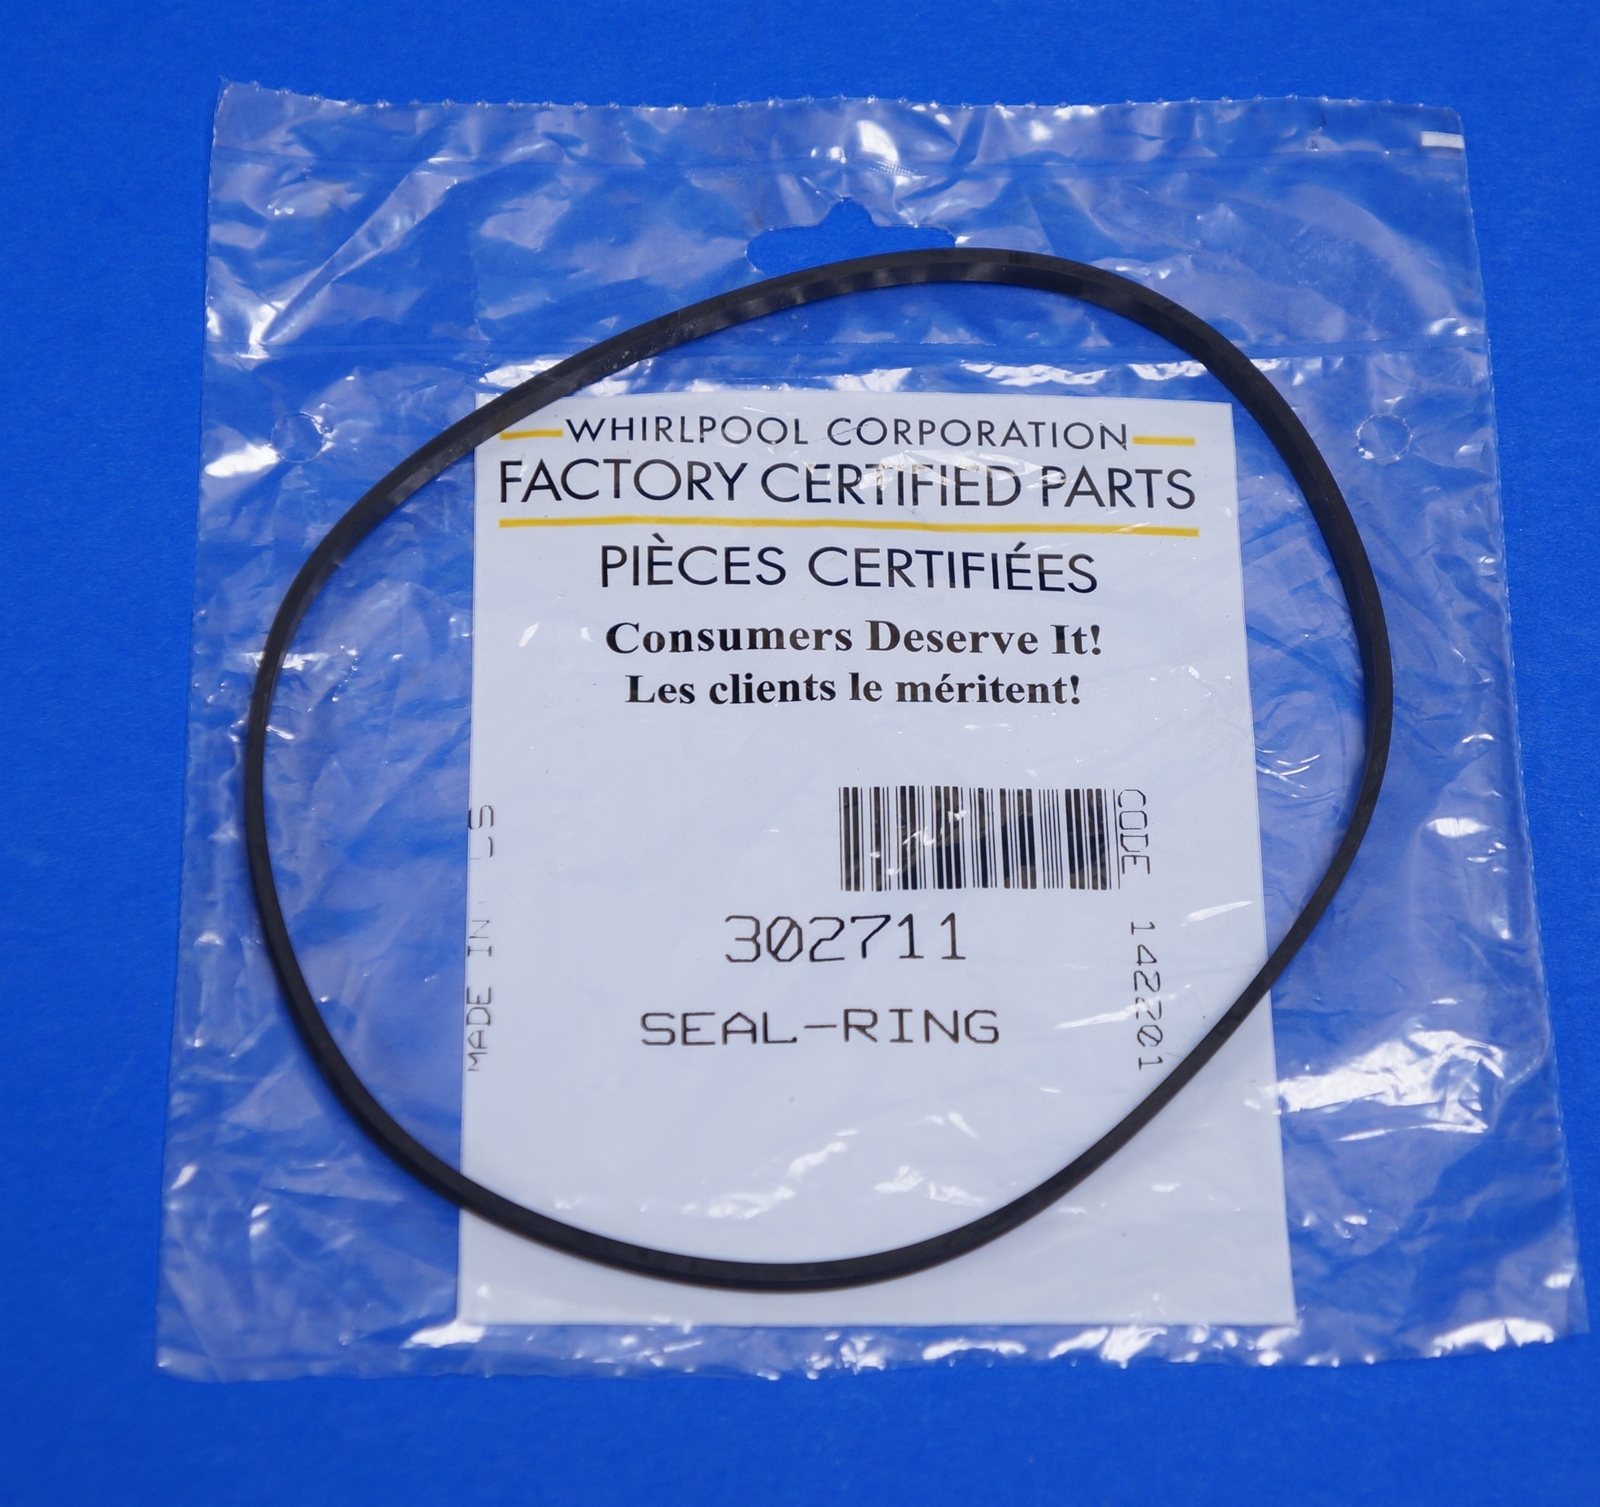 WHIRLPOOL CORPORATION
FACTORY CERTIFIED PARTS
PIÈCES CERTIFIÉES
Consumers Deserve It!
Les clients le méritent!
CODE 142201
302711
SEAL-RING
MADE IN